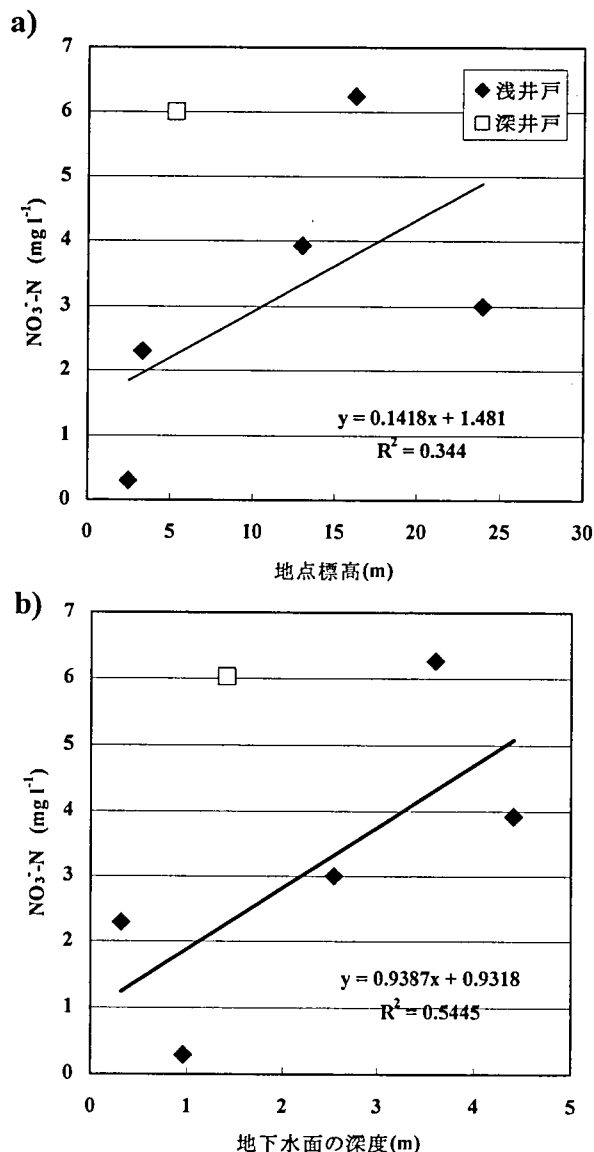 a)
7
6
5
4
3
2
1
0
NO₃⁻-N (mg l⁻¹)
◆浅井戸
□深井戸
y = 0.1418x + 1.481
R² = 0.344
0 5 10 15 20 25 30
地点標高(m)
b)
7
6
5
4
3
2
1
0
NO₃⁻-N (mg l⁻¹)
y = 0.9387x + 0.9318
R² = 0.5445
0 1 2 3 4 5
地下水面の深度(m)